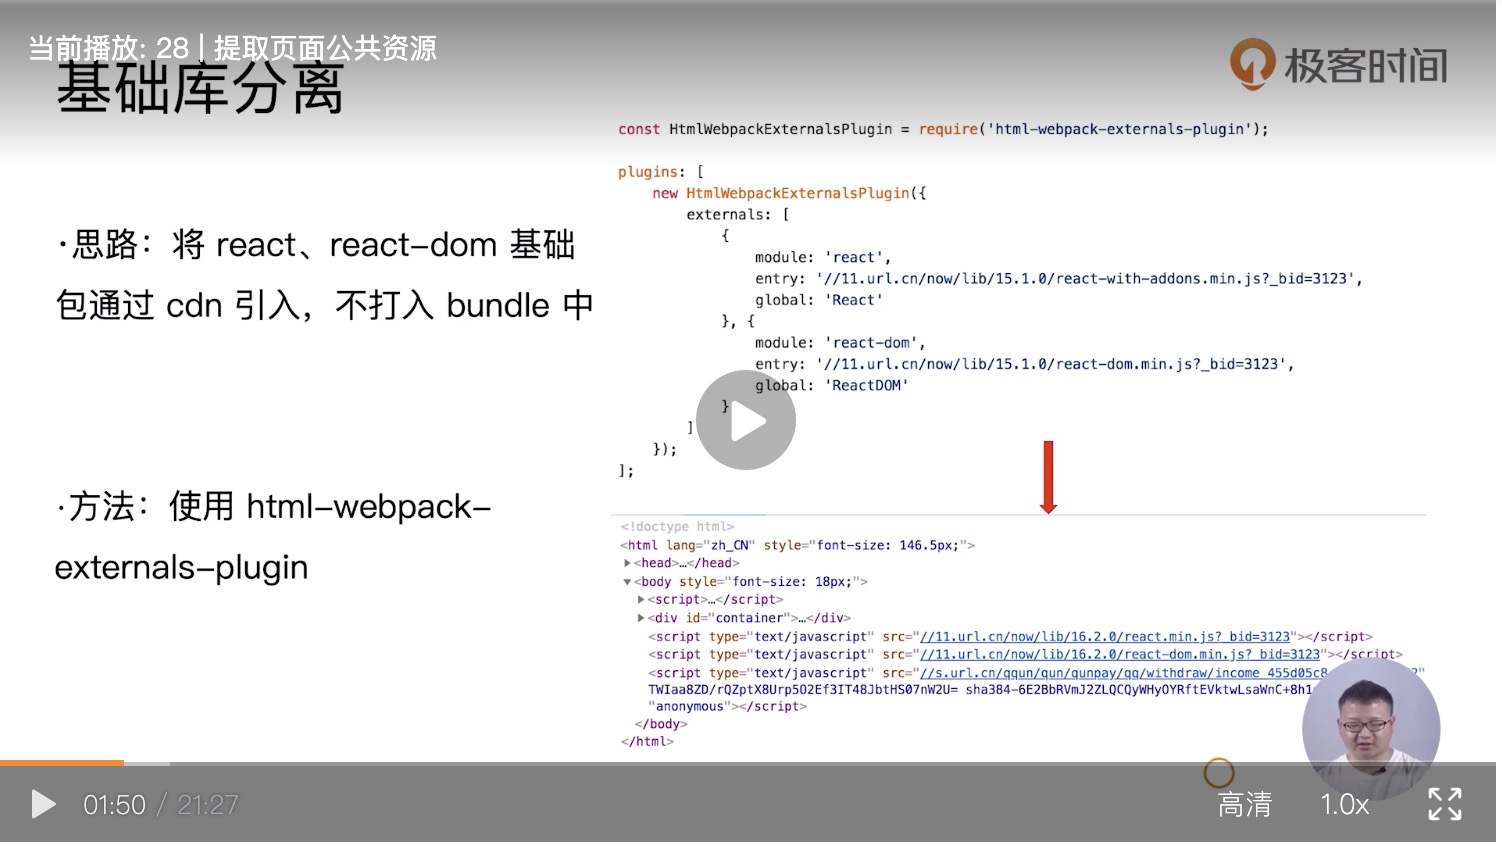 当前播放: 28 | 提取页面公共资源
极客时间
基础库分离
·思路：将 react、react-dom 基础
包通过 cdn 引入，不打入 bundle 中
·方法：使用 html-webpack-
externals-plugin
const HtmlWebpackExternalsPlugin = require('html-webpack-externals-plugin');
plugins: [
new HtmlWebpackExternalsPlugin({
externals: [
{
module: 'react',
entry: '//11.url.cn/now/lib/15.1.0/react-with-addons.min.js?_bid=3123',
global: 'React'
}, {
module: 'react-dom',
entry: '//11.url.cn/now/lib/15.1.0/react-dom.min.js?_bid=3123',
global: 'ReactDOM'
}
]
});
];
<!doctype html>
<html lang="zh_CN" style="font-size: 146.5px;">
▶<head>…</head>
▼<body style="font-size: 18px;">
▶<script>…</script>
▶<div id="container">…</div>
<script type="text/javascript" src="//11.url.cn/now/lib/16.2.0/react.min.js?_bid=3123"></script>
<script type="text/javascript" src="//11.url.cn/now/lib/16.2.0/react-dom.min.js?_bid=3123"></script>
<script type="text/javascript" src="//s.url.cn/qqun/qun/qunpay/qq/withdraw/income_455d05c8
TWIaa8ZD/rQZptX8Urp5O2Ef3IT48JbtHS07nW2U= sha384-6E2BbRVmJ2ZLQCQyWHyOYRftEVktwLsaWnC+8h1
"anonymous"></script>
</body>
</html>
01:50 / 21:27
高清
1.0x